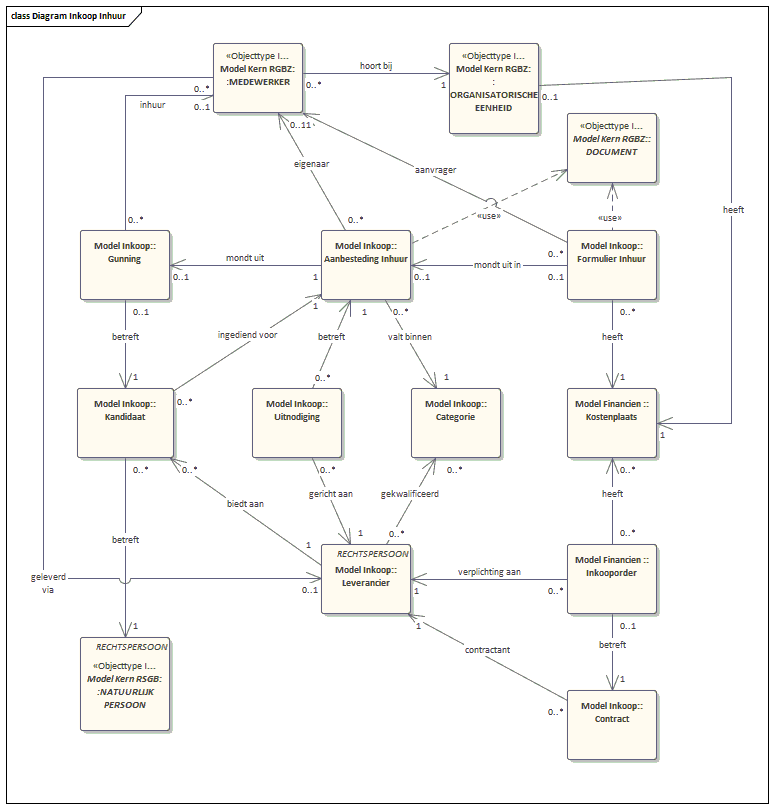 class Diagram Inkoop Inhuur
«Objecttype I...
Model Kern RGBZ:
:MEDEWERKER
«Objecttype I...
Model Kern RGBZ:
:
ORGANISATORISCHE
EENHEID
hoort bij
0..*
1
0..1
0..*
0..1
inhuur
0..11
«Objecttype I...
Model Kern RGBZ::
DOCUMENT
eigenaar
aanvrager
«use»
«use»
heeft
0..*
0..*
0..*
Model Inkoop::
Gunning
Model Inkoop::
Aanbesteding Inhuur
Model Inkoop::
Formulier Inhuur
mondt uit
0..1
1
mondt uit in
0..1
0..1
0..1
betreft
1
ingediend voor
1
0..*
betreft
1
0..*
0..*
valt binnen
1
0..*
heeft
1
Model Inkoop::
Kandidaat
Model Inkoop::
Uitnodiging
Model Inkoop::
Categorie
Model Financien ::
Kostenplaats
1
0..*
0..*
0..*
0..*
biedt aan
1
gericht aan
1
gekwalificeerd
0..*
heeft
0..*
betreft
1
geleverd
via
0..1
RECHTSPERSOON
Model Inkoop::
Leverancier
verplichting aan
1
0..*
Model Financien ::
Inkooporder
0..1
betreft
1
1
contractant
0..*
RECHTSPERSOON
«Objecttype I...
Model Kern RSGB:
:NATUURLIJK
PERSOON
Model Inkoop::
Contract